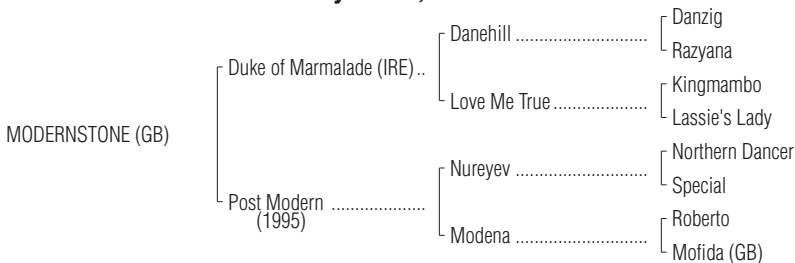 Danzig
Danehill
Razyana
Duke of Marmalade (IRE)
Kingmambo
Love Me True
Lassie's Lady
MODERNSTONE (GB)
Northern Dancer
Nureyev
Special
Post Modern
(1995)
Roberto
Modena
Mofida (GB)